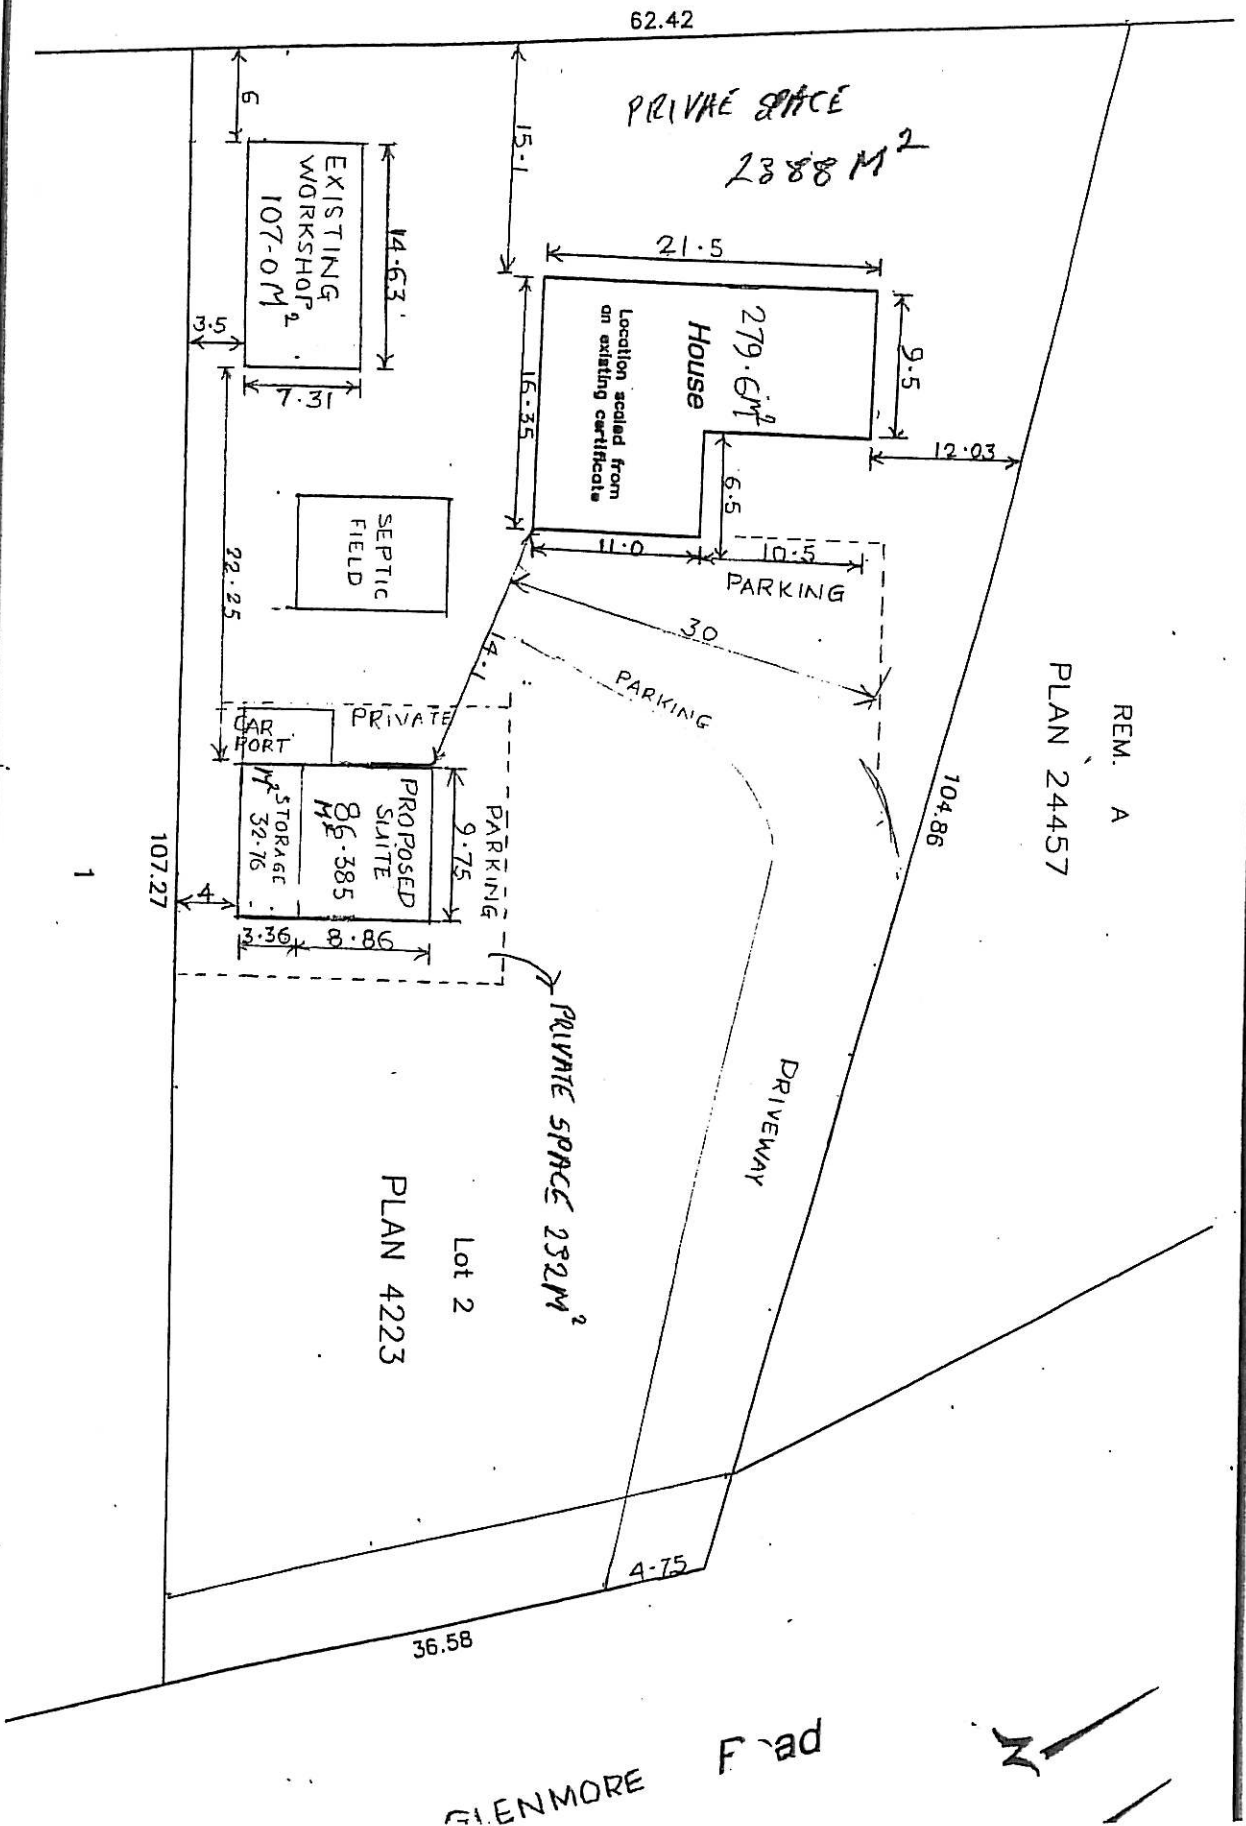 62.42
PRIVAE SPACE
2388 M²
6
15.1
EXISTING
WORKSHOP
107.0 M²
14.63
21.5
279.6m²
House
Location scaled from
an existing certificate
9.5
3.5
7.31
16.35
12.03
6.5
11.0
10.5
PARKING
SEPTIC
FIELD
22.25
30
14.1
PARKING
REM. A
PLAN 24457
PRIVATE
CAR
PORT
104.86
PROPOSED
SUITE
86.385
M²
STORAGE
32.76
M²
9.75
PARKING
107.27
1
4
3.36
8.86
PRIVATE SPACE 232M²
DRIVEWAY
Lot 2
PLAN 4223
4.75
36.58
GLENMORE
N